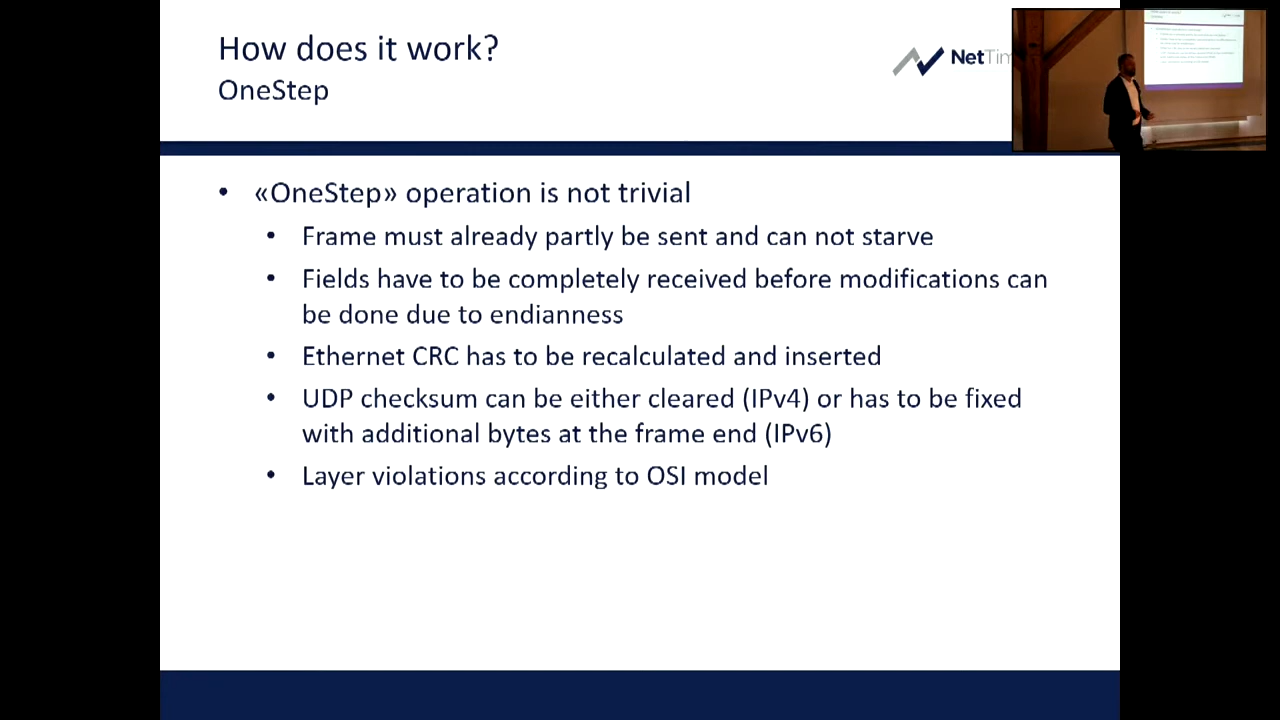 How does it work?
OneStep
NetTim
• «OneStep» operation is not trivial
• Frame must already partly be sent and can not starve
• Fields have to be completely received before modifications can
be done due to endianness
• Ethernet CRC has to be recalculated and inserted
• UDP checksum can be either cleared (IPv4) or has to be fixed
with additional bytes at the frame end (IPv6)
• Layer violations according to OSI model